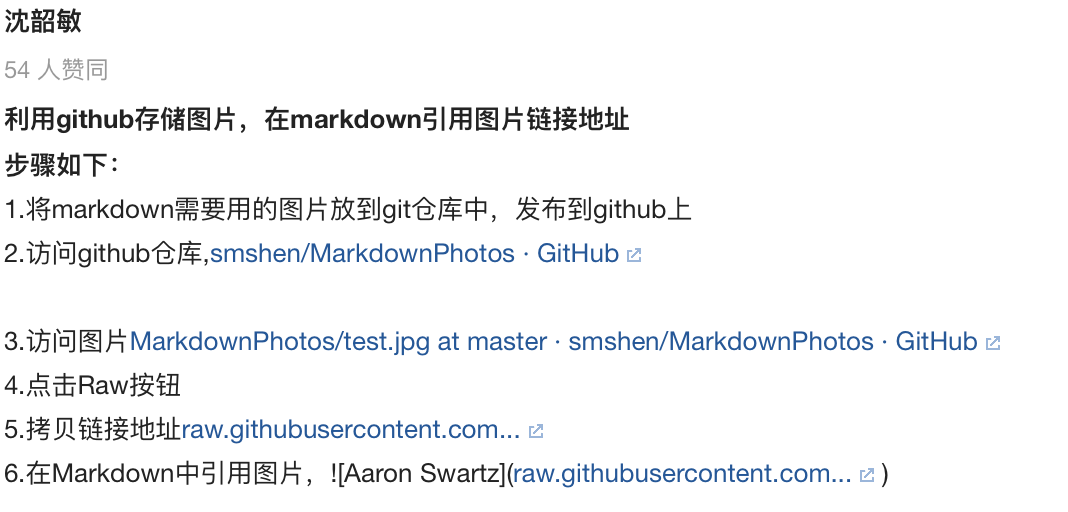 沈韶敏
54 人赞同
利用github存储图片，在markdown引用图片链接地址
步骤如下：
1.将markdown需要用的图片放到git仓库中，发布到github上
2.访问github仓库,smshen/MarkdownPhotos · GitHub
3.访问图片MarkdownPhotos/test.jpg at master · smshen/MarkdownPhotos · GitHub
4.点击Raw按钮
5.拷贝链接地址raw.githubusercontent.com...
6.在Markdown中引用图片，![Aaron Swartz](raw.githubusercontent.com... )